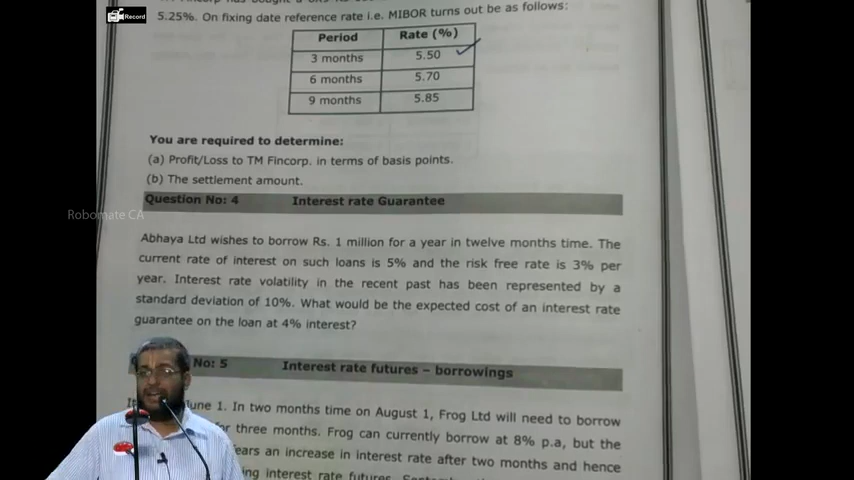 Record
5.25%. On fixing date reference rate i.e. MIBOR turns out be as follows:
Period Rate (%)
3 months 5.50
6 months 5.70
9 months 5.85
You are required to determine:
(a) Profit/Loss to TM Fincorp. in terms of basis points.
(b) The settlement amount.
Question No: 4 Interest rate Guarantee
Robomate CA
Abhaya Ltd wishes to borrow Rs. 1 million for a year in twelve months time. The
current rate of interest on such loans is 5% and the risk free rate is 3% per
year. Interest rate volatility in the recent past has been represented by a
standard deviation of 10%. What would be the expected cost of an interest rate
guarantee on the loan at 4% interest?
No: 5 Interest rate futures – borrowings
June 1. In two months time on August 1, Frog Ltd will need to borrow
for three months. Frog can currently borrow at 8% p.a, but the
an increase in interest rate after two months and hence
interest rate futures.